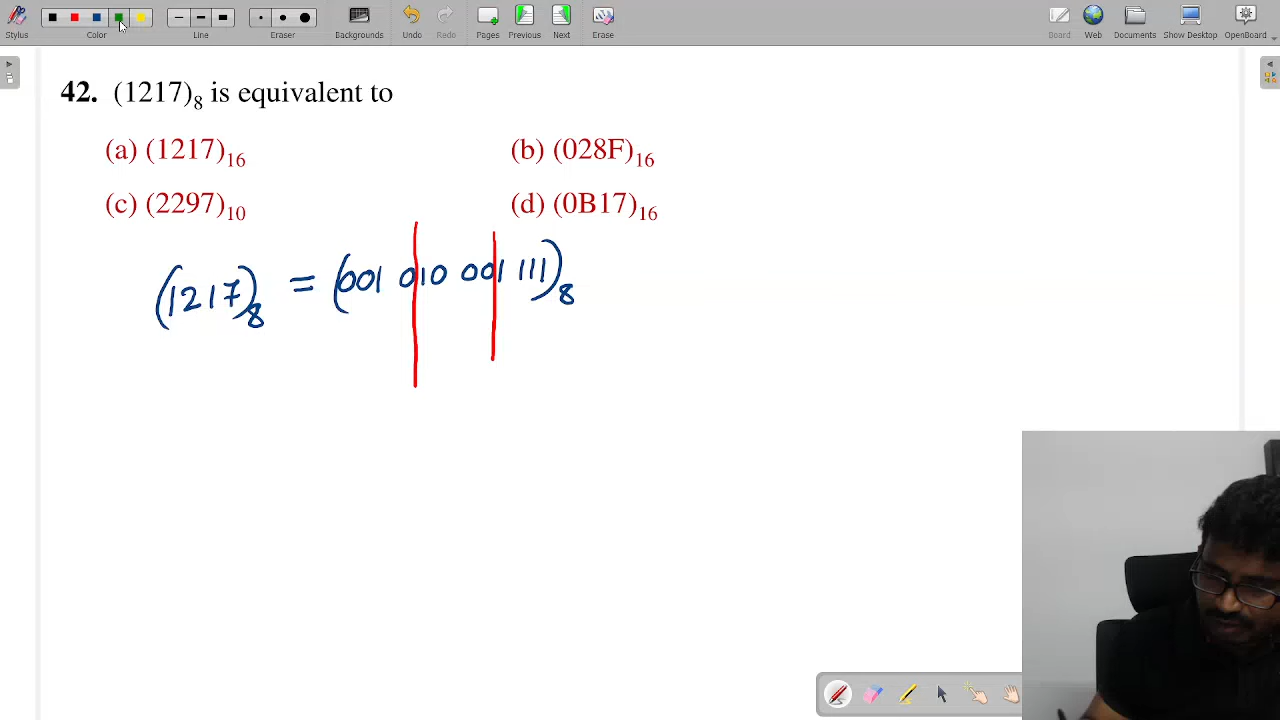 Stylus Color Line Eraser Backgrounds Undo Redo Pages Previous Next Erase Board Web Documents Show Desktop OpenBoard
42. (1217)8 is equivalent to
(a) (1217)16 (b) (028F)16
(c) (2297)10 (d) (0B17)16
(1217)8 = (001 010 001 111)8